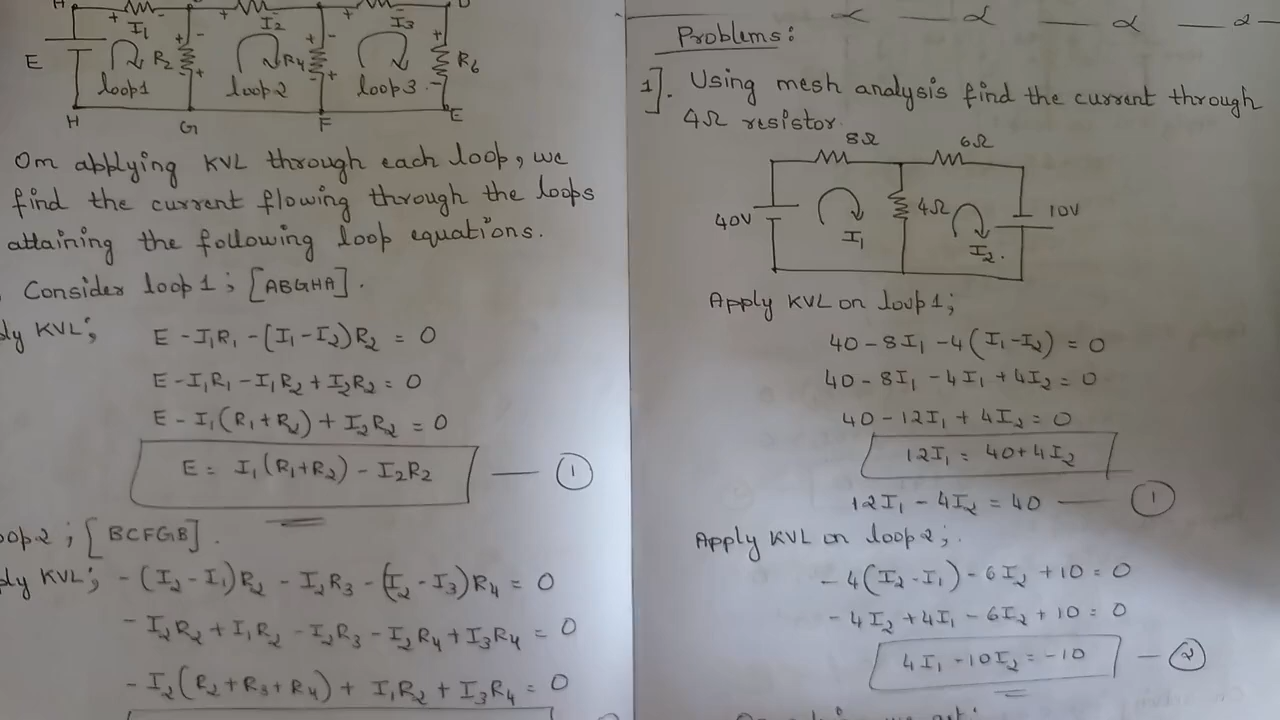 I₁ I₂ I₃
E R₂ R₄ R₆
loop1 loop2 loop3
H G F E
Om applying KVL through each loop, we
find the current flowing through the loops
attaining the following loop equations.
Consider loop1; [ABGHA].
KVL; E - I₁R₁ - (I₁-I₂)R₂ = 0
E - I₁R₁ - I₁R₂ + I₂R₂ = 0
E - I₁(R₁+R₂) + I₂R₂ = 0
E = I₁(R₁+R₂) - I₂R₂ — ①
2; [BCFGB].
KVL; -(I₂-I₁)R₂ - I₂R₃ - (I₂-I₃)R₄ = 0
- I₂R₂ + I₁R₂ - I₂R₃ - I₂R₄ + I₃R₄ = 0
- I₂(R₂+R₃+R₄) + I₁R₂ + I₃R₄ = 0
Problems:
1]. Using mesh analysis find the current through
4Ω resistor.
8Ω 6Ω
40V 4Ω 10V
I₁ I₂.
Apply KVL on loop1;
40 - 8I₁ - 4(I₁-I₂) = 0
40 - 8I₁ - 4I₁ + 4I₂ = 0
40 - 12I₁ + 4I₂ = 0
12I₁ = 40+4I₂
12I₁ - 4I₂ = 40 — ①
Apply KVL on loop2;
- 4(I₂-I₁) - 6I₂ + 10 = 0
- 4I₂ + 4I₁ - 6I₂ + 10 = 0
4I₁ - 10I₂ = -10 — ②